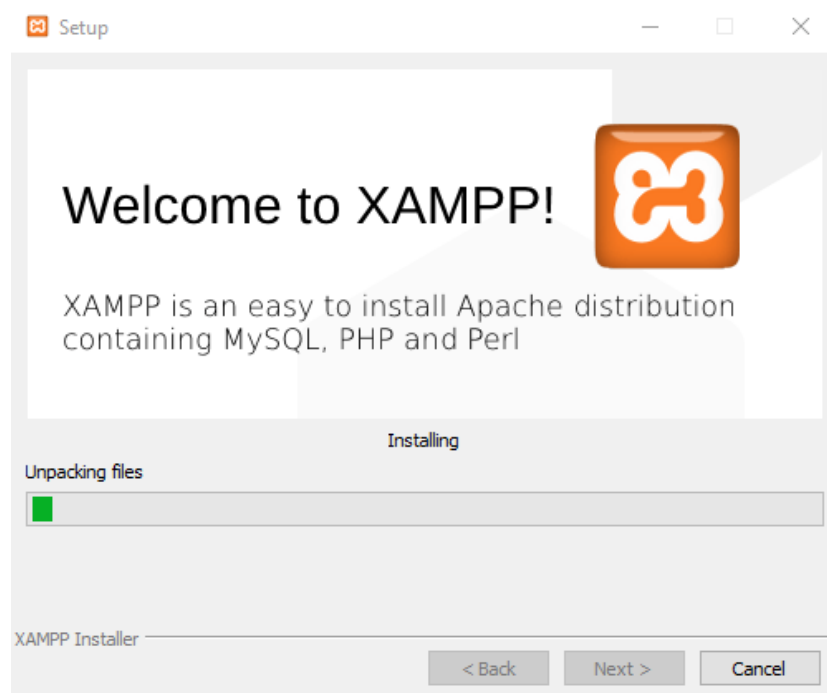 Setup
Welcome to XAMPP!
XAMPP is an easy to install Apache distribution
containing MySQL, PHP and Perl
Installing
Unpacking files
XAMPP Installer
< Back
Next >
Cancel